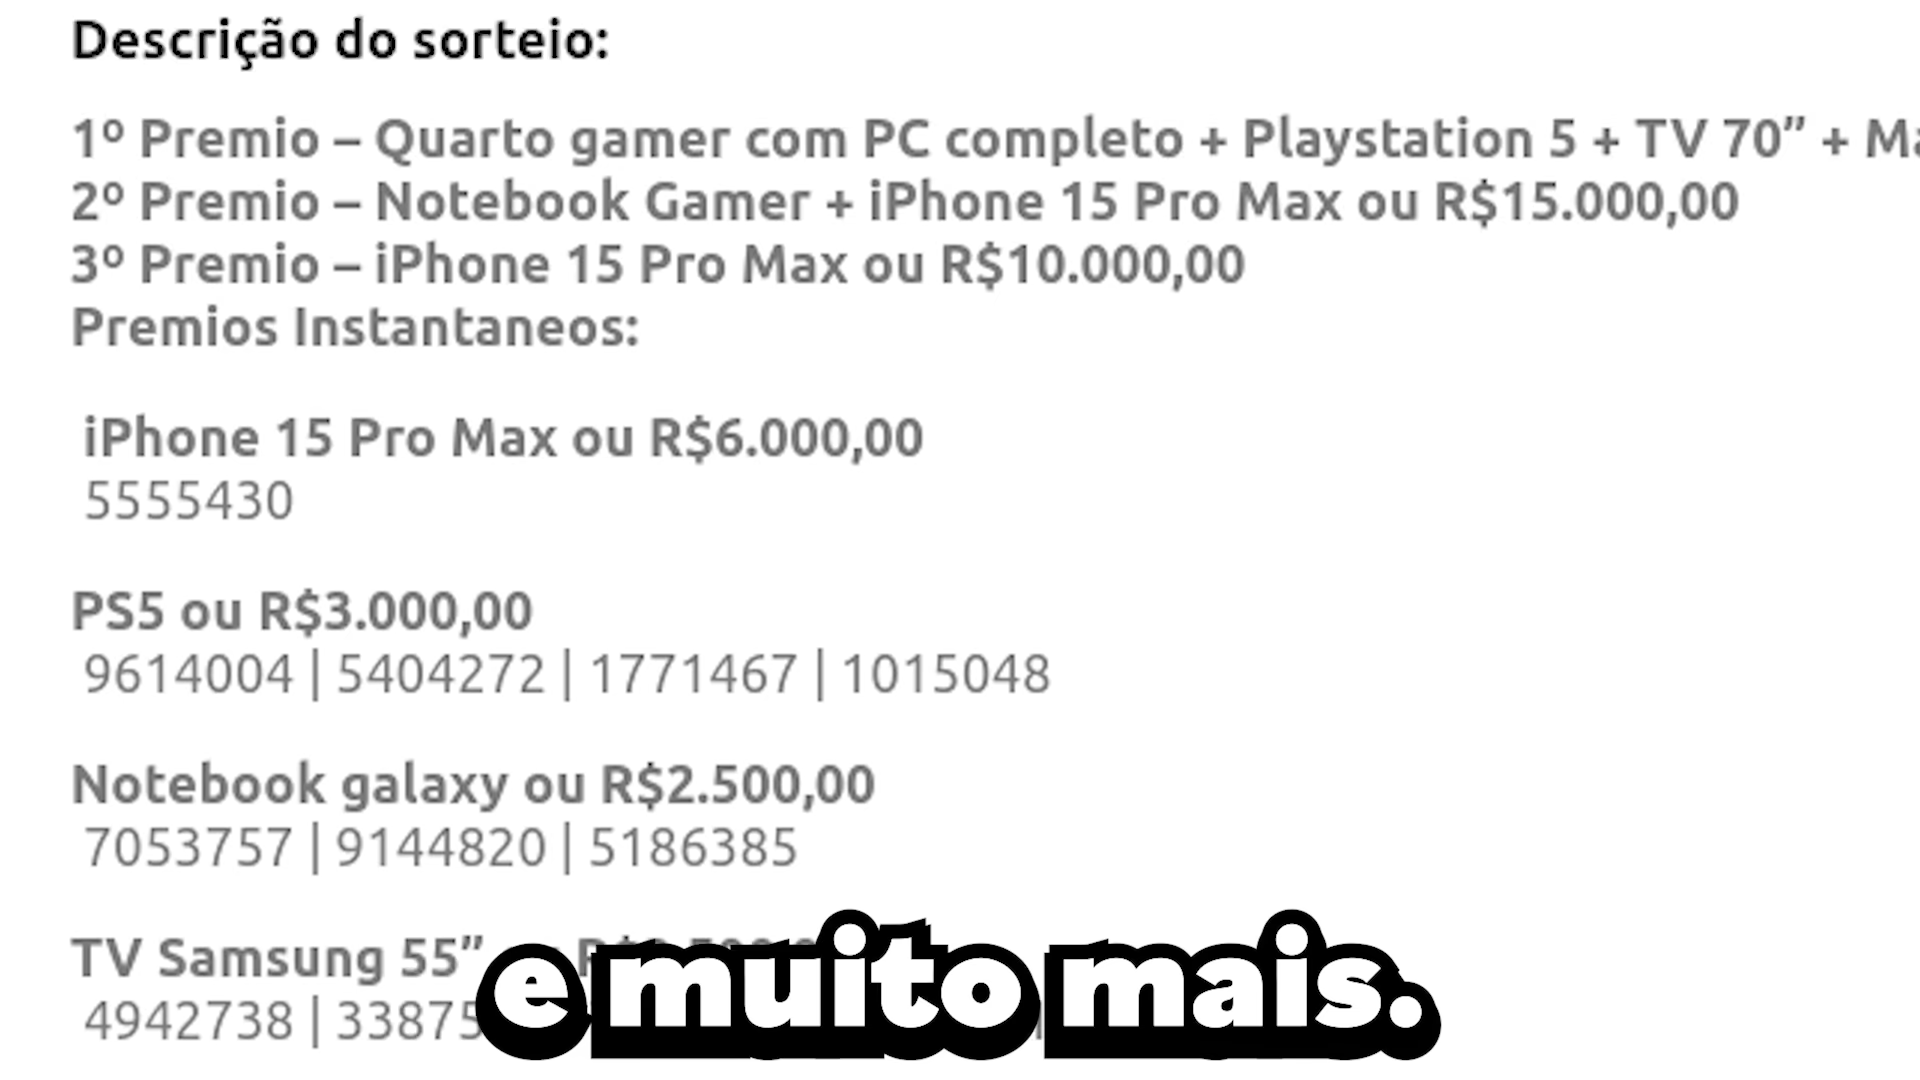 Descrição do sorteio:
1º Premio – Quarto gamer com PC completo + Playstation 5 + TV 70” +
2º Premio – Notebook Gamer + iPhone 15 Pro Max ou R$15.000,00
3º Premio – iPhone 15 Pro Max ou R$10.000,00
Premios Instantaneos:
iPhone 15 Pro Max ou R$6.000,00
5555430
PS5 ou R$3.000,00
9614004 | 5404272 | 1771467 | 1015048
Notebook galaxy ou R$2.500,00
7053757 | 9144820 | 5186385
TV Samsung 55”
4942738 |
e muito mais.